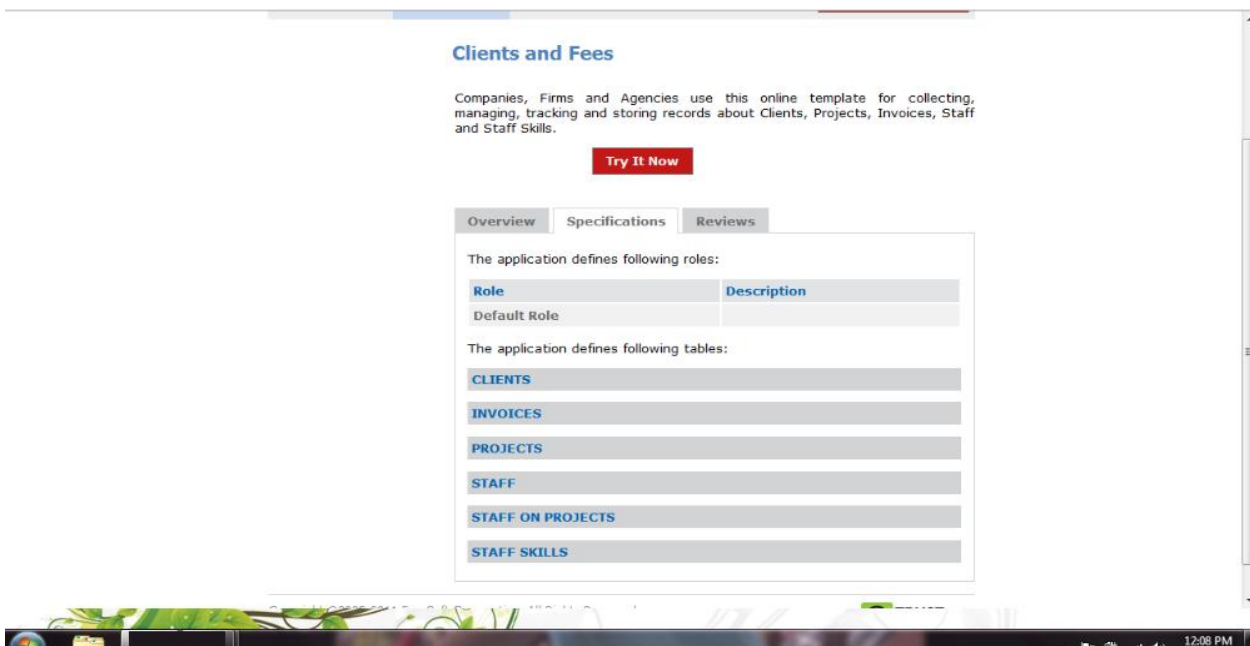 Clients and Fees
Companies, Firms and Agencies use this online template for collecting,
managing, tracking and storing records about Clients, Projects, Invoices, Staff
and Staff Skills.
Try It Now
Overview Specifications Reviews
The application defines following roles:
Role Description
Default Role
The application defines following tables:
CLIENTS
INVOICES
PROJECTS
STAFF
STAFF ON PROJECTS
STAFF SKILLS
12:08 PM